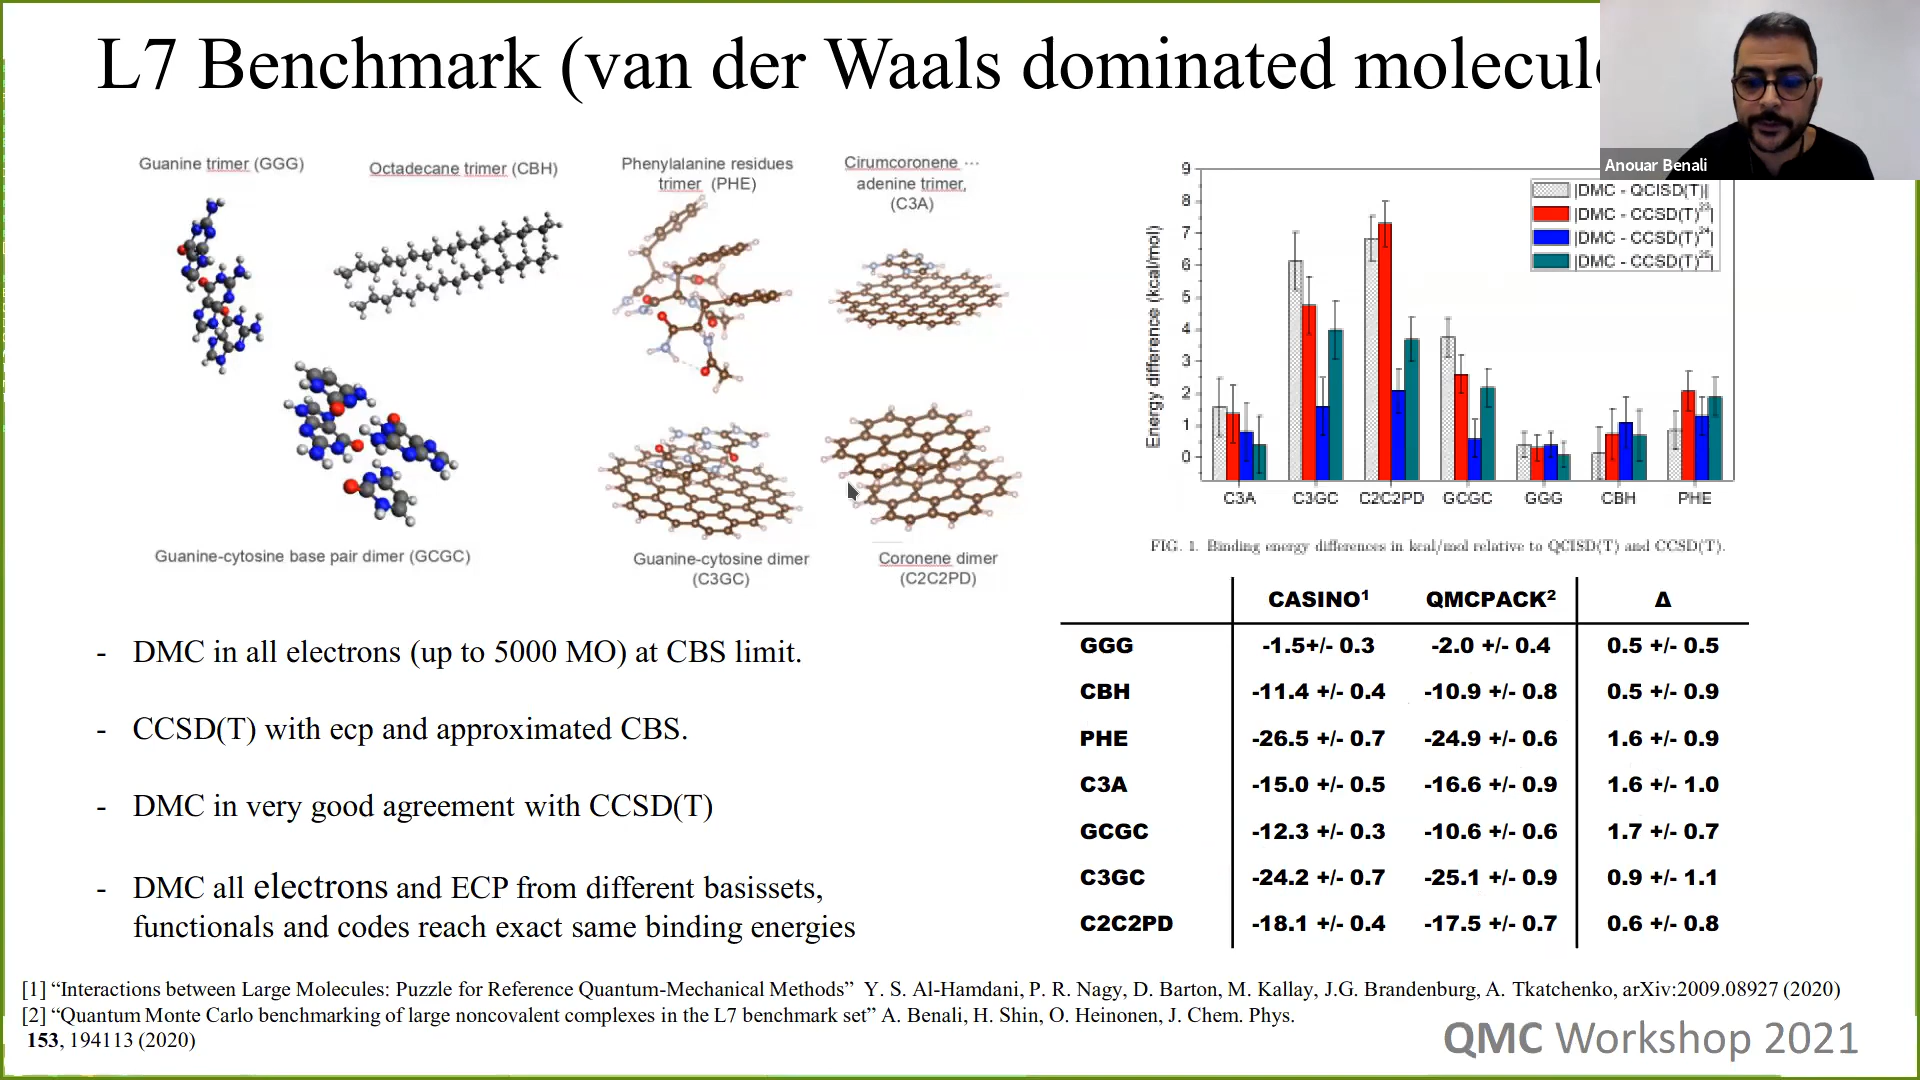 L7 Benchmark (van der Waals dominated molecul
Anouar Benali
Guanine trimer (GGG)
Octadecane trimer (CBH)
Phenylalanine residues
trimer (PHE)
Cirumcoronene ···
adenine trimer,
(C3A)
Guanine-cytosine base pair dimer (GCGC)
Guanine-cytosine dimer
(C3GC)
Coronene dimer
(C2C2PD)
Energy difference (kcal/mol)
9
8
7
6
5
4
3
2
1
0
|DMC - QCISD(T)|
|DMC - CCSD(T)|
|DMC - CCSD(T)²⁴|
|DMC - CCSD(T)|
C3A C3GC C2C2PD GCGC GGG CBH PHE
FIG. 1. Binding energy differences in kcal/mol relative to QCISD(T) and CCSD(T).
CASINO¹ QMCPACK² Δ
GGG -1.5+/- 0.3 -2.0 +/- 0.4 0.5 +/- 0.5
CBH -11.4 +/- 0.4 -10.9 +/- 0.8 0.5 +/- 0.9
PHE -26.5 +/- 0.7 -24.9 +/- 0.6 1.6 +/- 0.9
C3A -15.0 +/- 0.5 -16.6 +/- 0.9 1.6 +/- 1.0
GCGC -12.3 +/- 0.3 -10.6 +/- 0.6 1.7 +/- 0.7
C3GC -24.2 +/- 0.7 -25.1 +/- 0.9 0.9 +/- 1.1
C2C2PD -18.1 +/- 0.4 -17.5 +/- 0.7 0.6 +/- 0.8
- DMC in all electrons (up to 5000 MO) at CBS limit.
- CCSD(T) with ecp and approximated CBS.
- DMC in very good agreement with CCSD(T)
- DMC all electrons and ECP from different basissets,
functionals and codes reach exact same binding energies
[1] “Interactions between Large Molecules: Puzzle for Reference Quantum-Mechanical Methods” Y. S. Al-Hamdani, P. R. Nagy, D. Barton, M. Kallay, J.G. Brandenburg, A. Tkatchenko, arXiv:2009.08927 (2020)
[2] “Quantum Monte Carlo benchmarking of large noncovalent complexes in the L7 benchmark set” A. Benali, H. Shin, O. Heinonen, J. Chem. Phys.
153, 194113 (2020)
QMC Workshop 2021